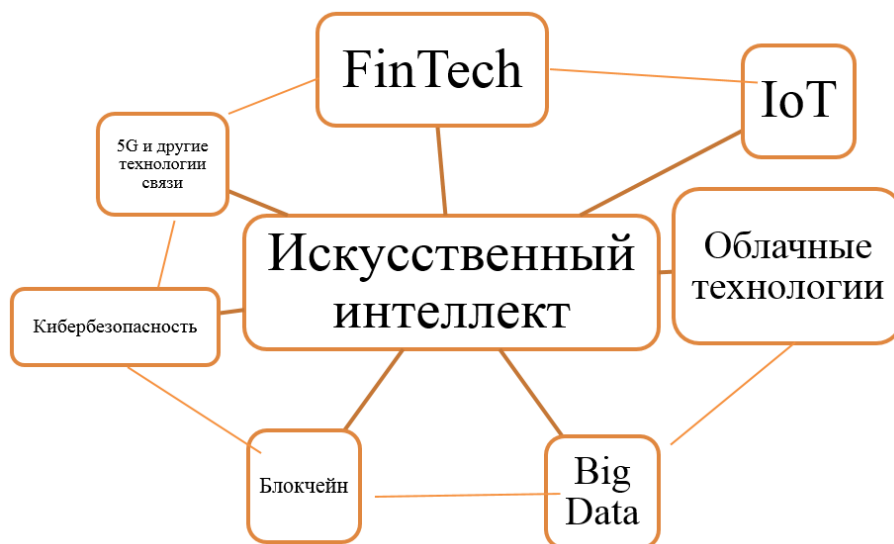 FinTech
IoT
5G и другие
технологии
связи
Искусственный
интеллект
Облачные
технологии
Кибербезопасность
Блокчейн
Big
Data